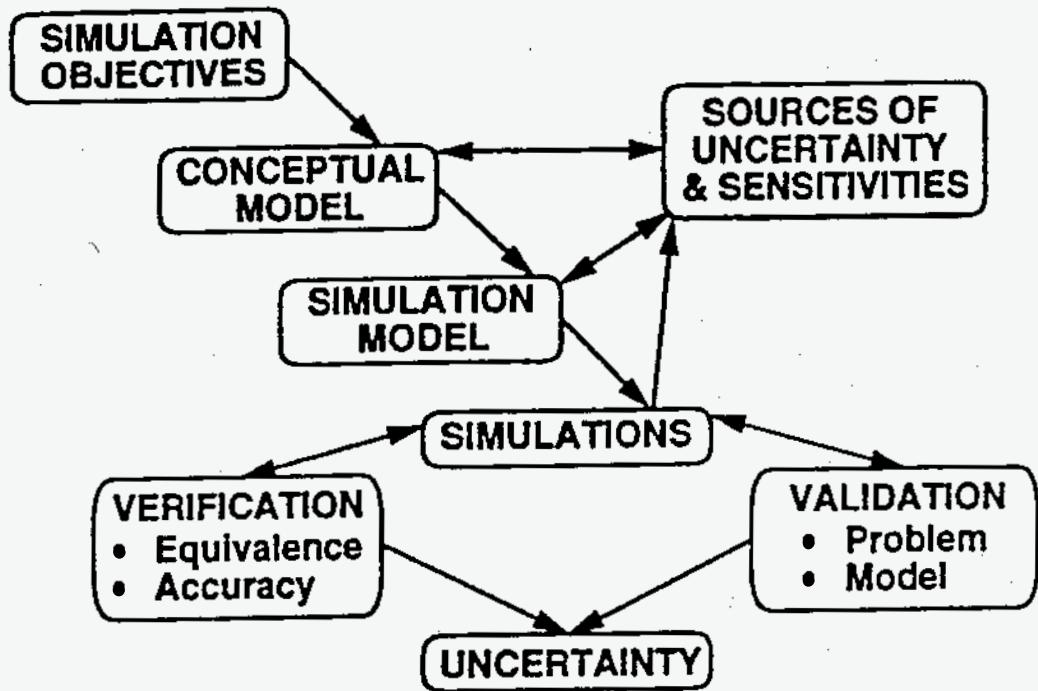 SIMULATION
OBJECTIVES
SOURCES OF
UNCERTAINTY
& SENSITIVITIES
CONCEPTUAL
MODEL
SIMULATION
MODEL
SIMULATIONS
VERIFICATION
• Equivalence
• Accuracy
VALIDATION
• Problem
• Model
UNCERTAINTY